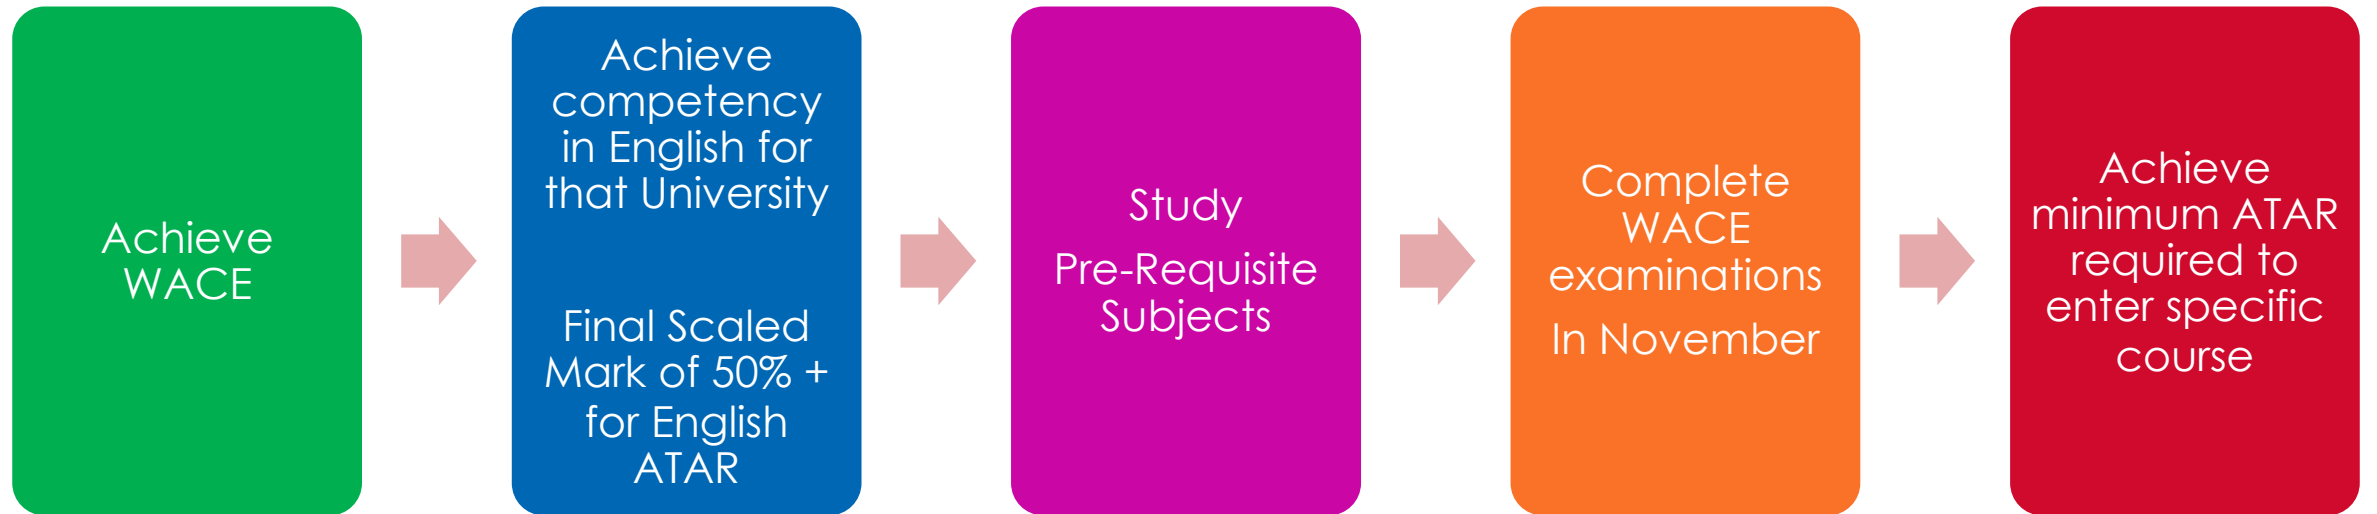 Achieve
WACE
Achieve
competency
in English for
that University
Final Scaled
Mark of 50% +
for English
ATAR
Study
Pre-Requisite
Subjects
Complete
WACE
examinations
In November
Achieve
minimum ATAR
required to
enter specific
course